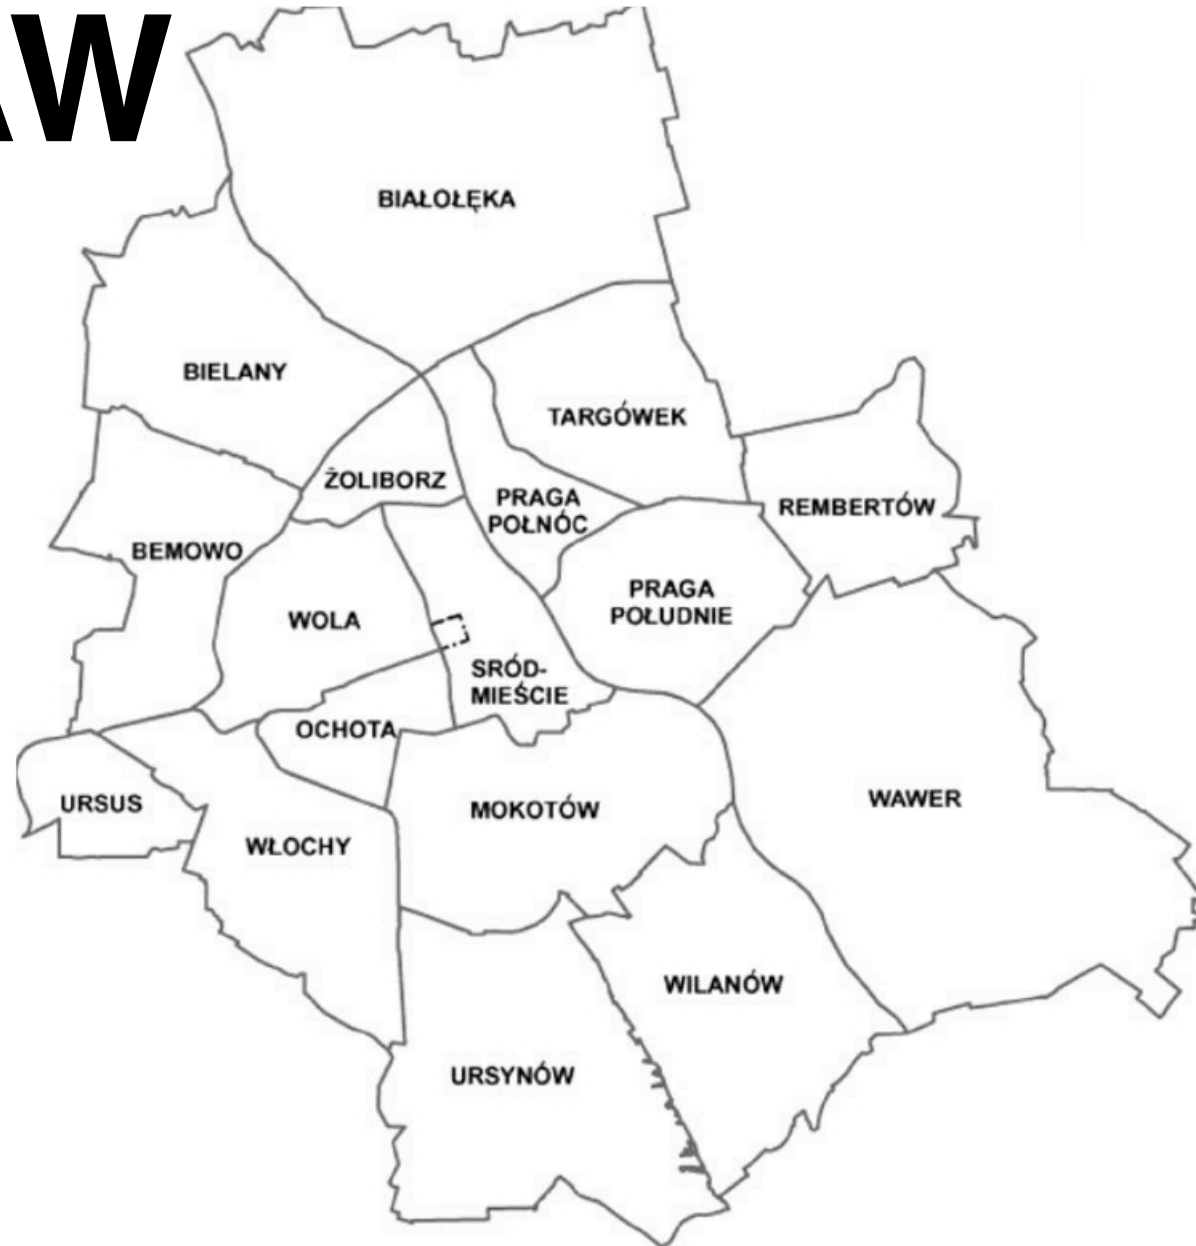 AW
BIAŁOŁĘKA
BIELANY
TARGÓWEK
ŻOLIBORZ
PRAGA
POŁNÓC
REMBERTÓW
BEMOWO
PRAGA
POŁUDNIE
WOLA
SRÓD-
MIEŚCIE
OCHOTA
URSUS
MOKOTÓW
WAWER
WŁOCHY
WILANÓW
URSYNÓW